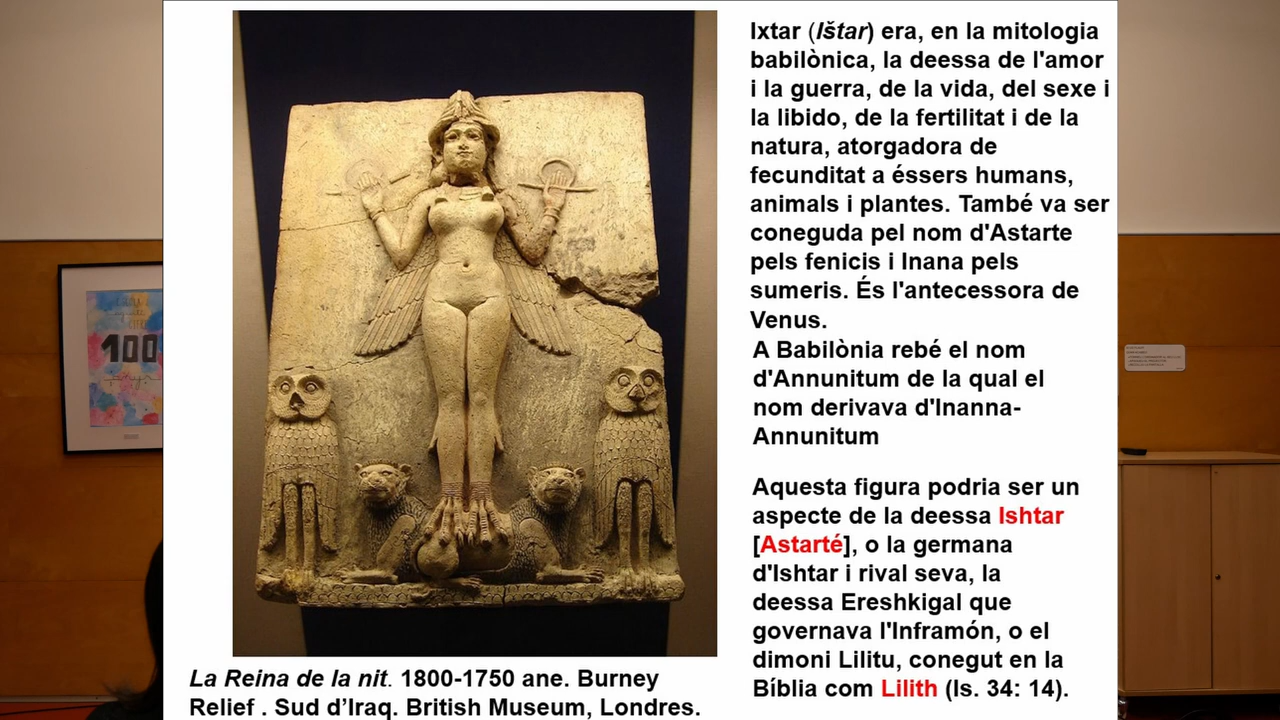 Ixtar (Ištar) era, en la mitologia
babilònica, la deessa de l'amor
i la guerra, de la vida, del sexe i
la libido, de la fertilitat i de la
natura, atorgadora de
fecunditat a éssers humans,
animals i plantes. També va ser
coneguda pel nom d'Astarte
pels fenicis i Inana pels
sumeris. És l'antecessora de
Venus.
A Babilònia rebé el nom
d'Annunitum de la qual el
nom derivava d'Inanna-
Annunitum
Aquesta figura podria ser un
aspecte de la deessa Ishtar
[Astarté], o la germana
d'Ishtar i rival seva, la
deessa Ereshkigal que
governava l'Inframón, o el
dimoni Lilitu, conegut en la
Bíblia com Lilith (Is. 34: 14).
La Reina de la nit. 1800-1750 ane. Burney
Relief . Sud d’Iraq. British Museum, Londres.
100